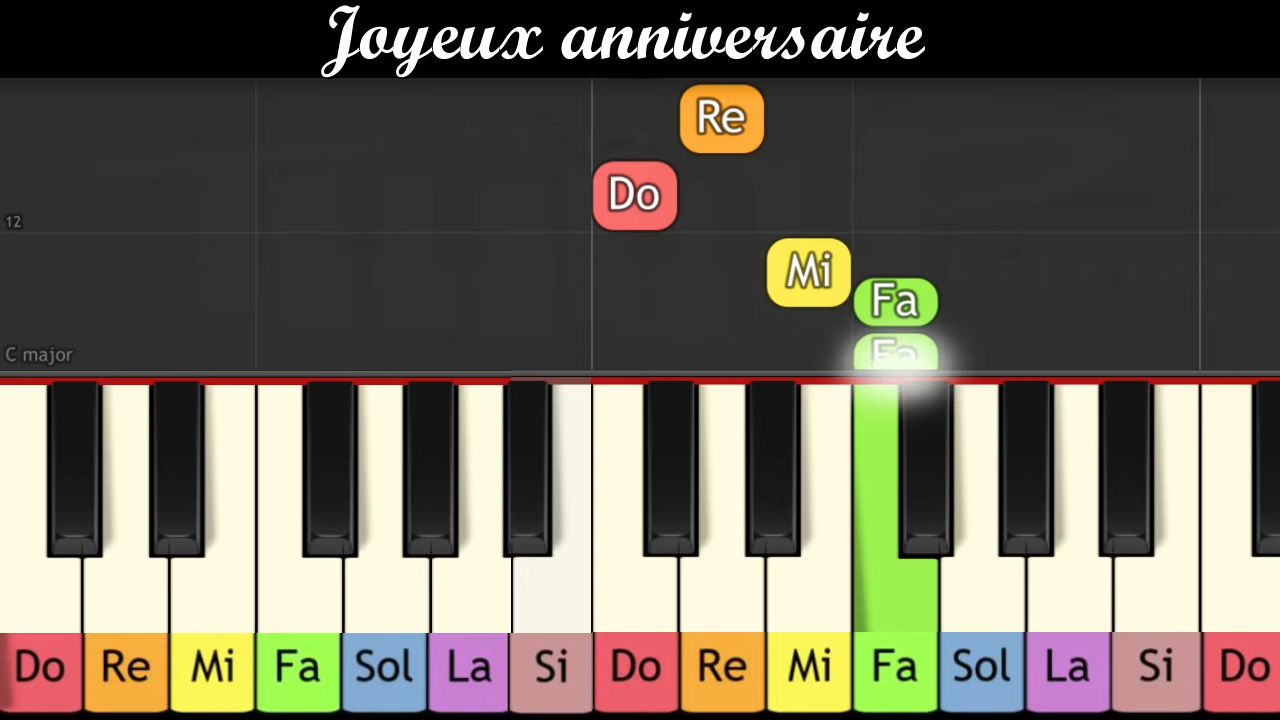 Joyeux anniversaire
Re
Do
12
Mi
Fa
Fa
C major
Do Re Mi Fa Sol La Si Do Re Mi Fa Sol La Si Do